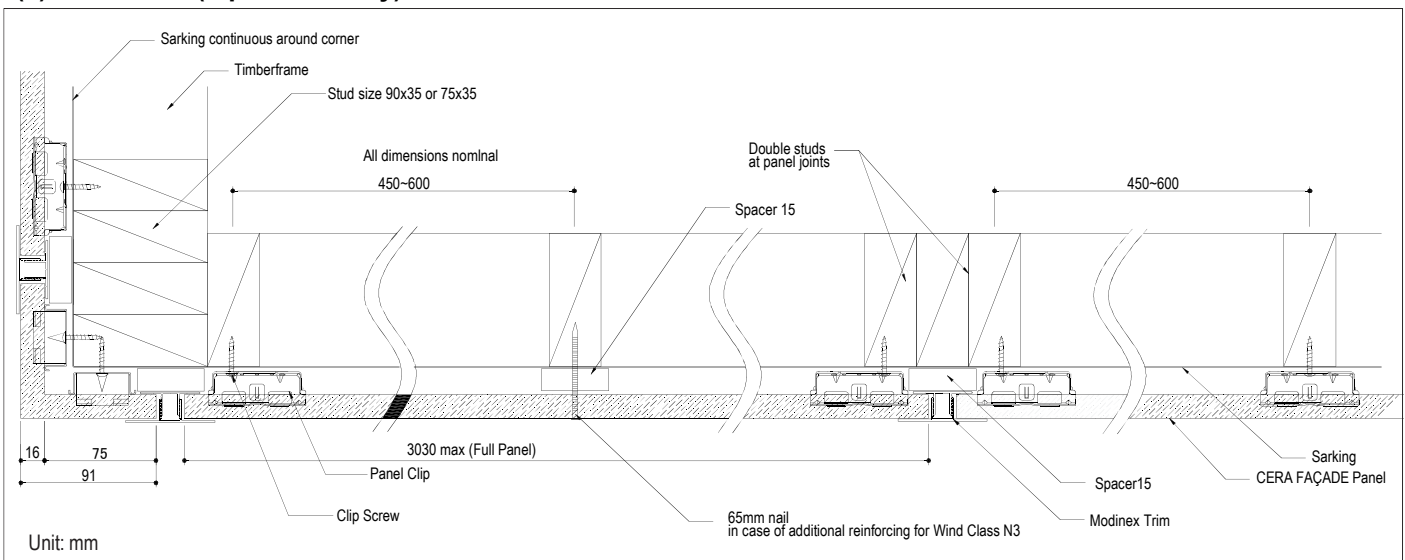 Sarking continuous around corner
Timberframe
Stud size 90x35 or 75x35
All dimensions nomlnal
450~600
Double studs
at panel joints
450~600
Spacer 15
3030 max (Full Panel)
16
75
91
Panel Clip
Clip Screw
65mm nail
in case of additional reinforcing for Wind Class N3
Spacer15
Modinex Trim
Sarking
CERA FAÇADE Panel
Unit: mm